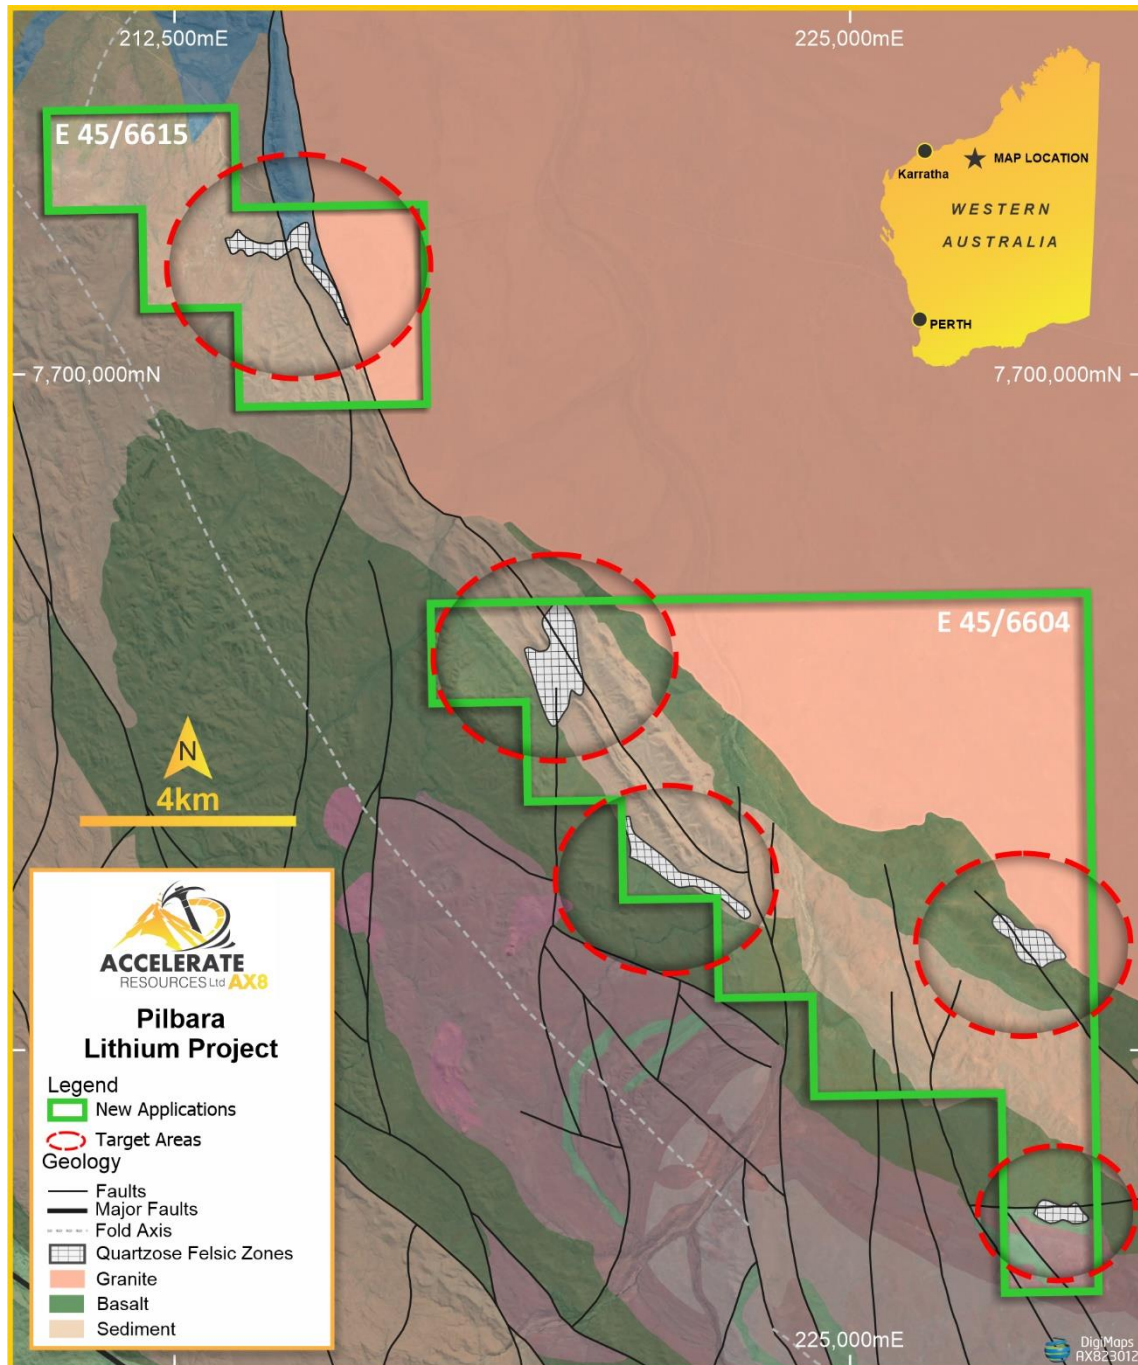 212,500mE
225,000mE
E 45/6615
Karratha
MAP LOCATION
WESTERN
AUSTRALIA
PERTH
7,700,000mN
7,700,000mN
E 45/6604
N
4km
ACCELERATE
RESOURCES Ltd AX8
Pilbara
Lithium Project
Legend
New Applications
Target Areas
Geology
Faults
Major Faults
Fold Axis
Quartzose Felsic Zones
Granite
Basalt
Sediment
225,000mE
DigiMaps
AX823012